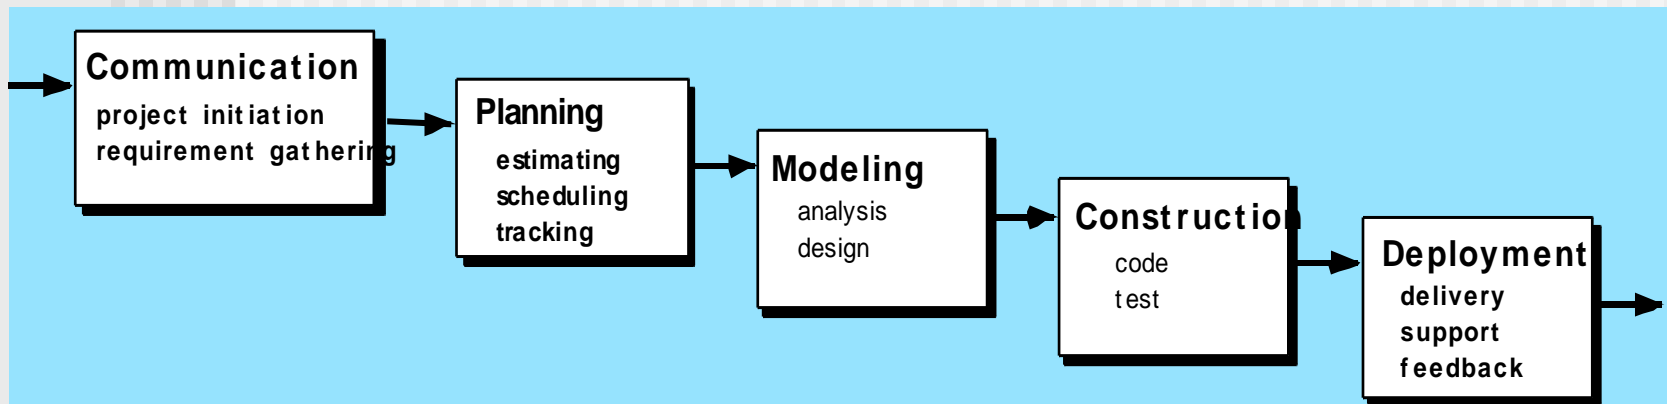 Communication
project initiation
requirement gathering
Planning
estimating
scheduling
tracking
Modeling
analysis
design
Construction
code
test
Deployment
delivery
support
feedback